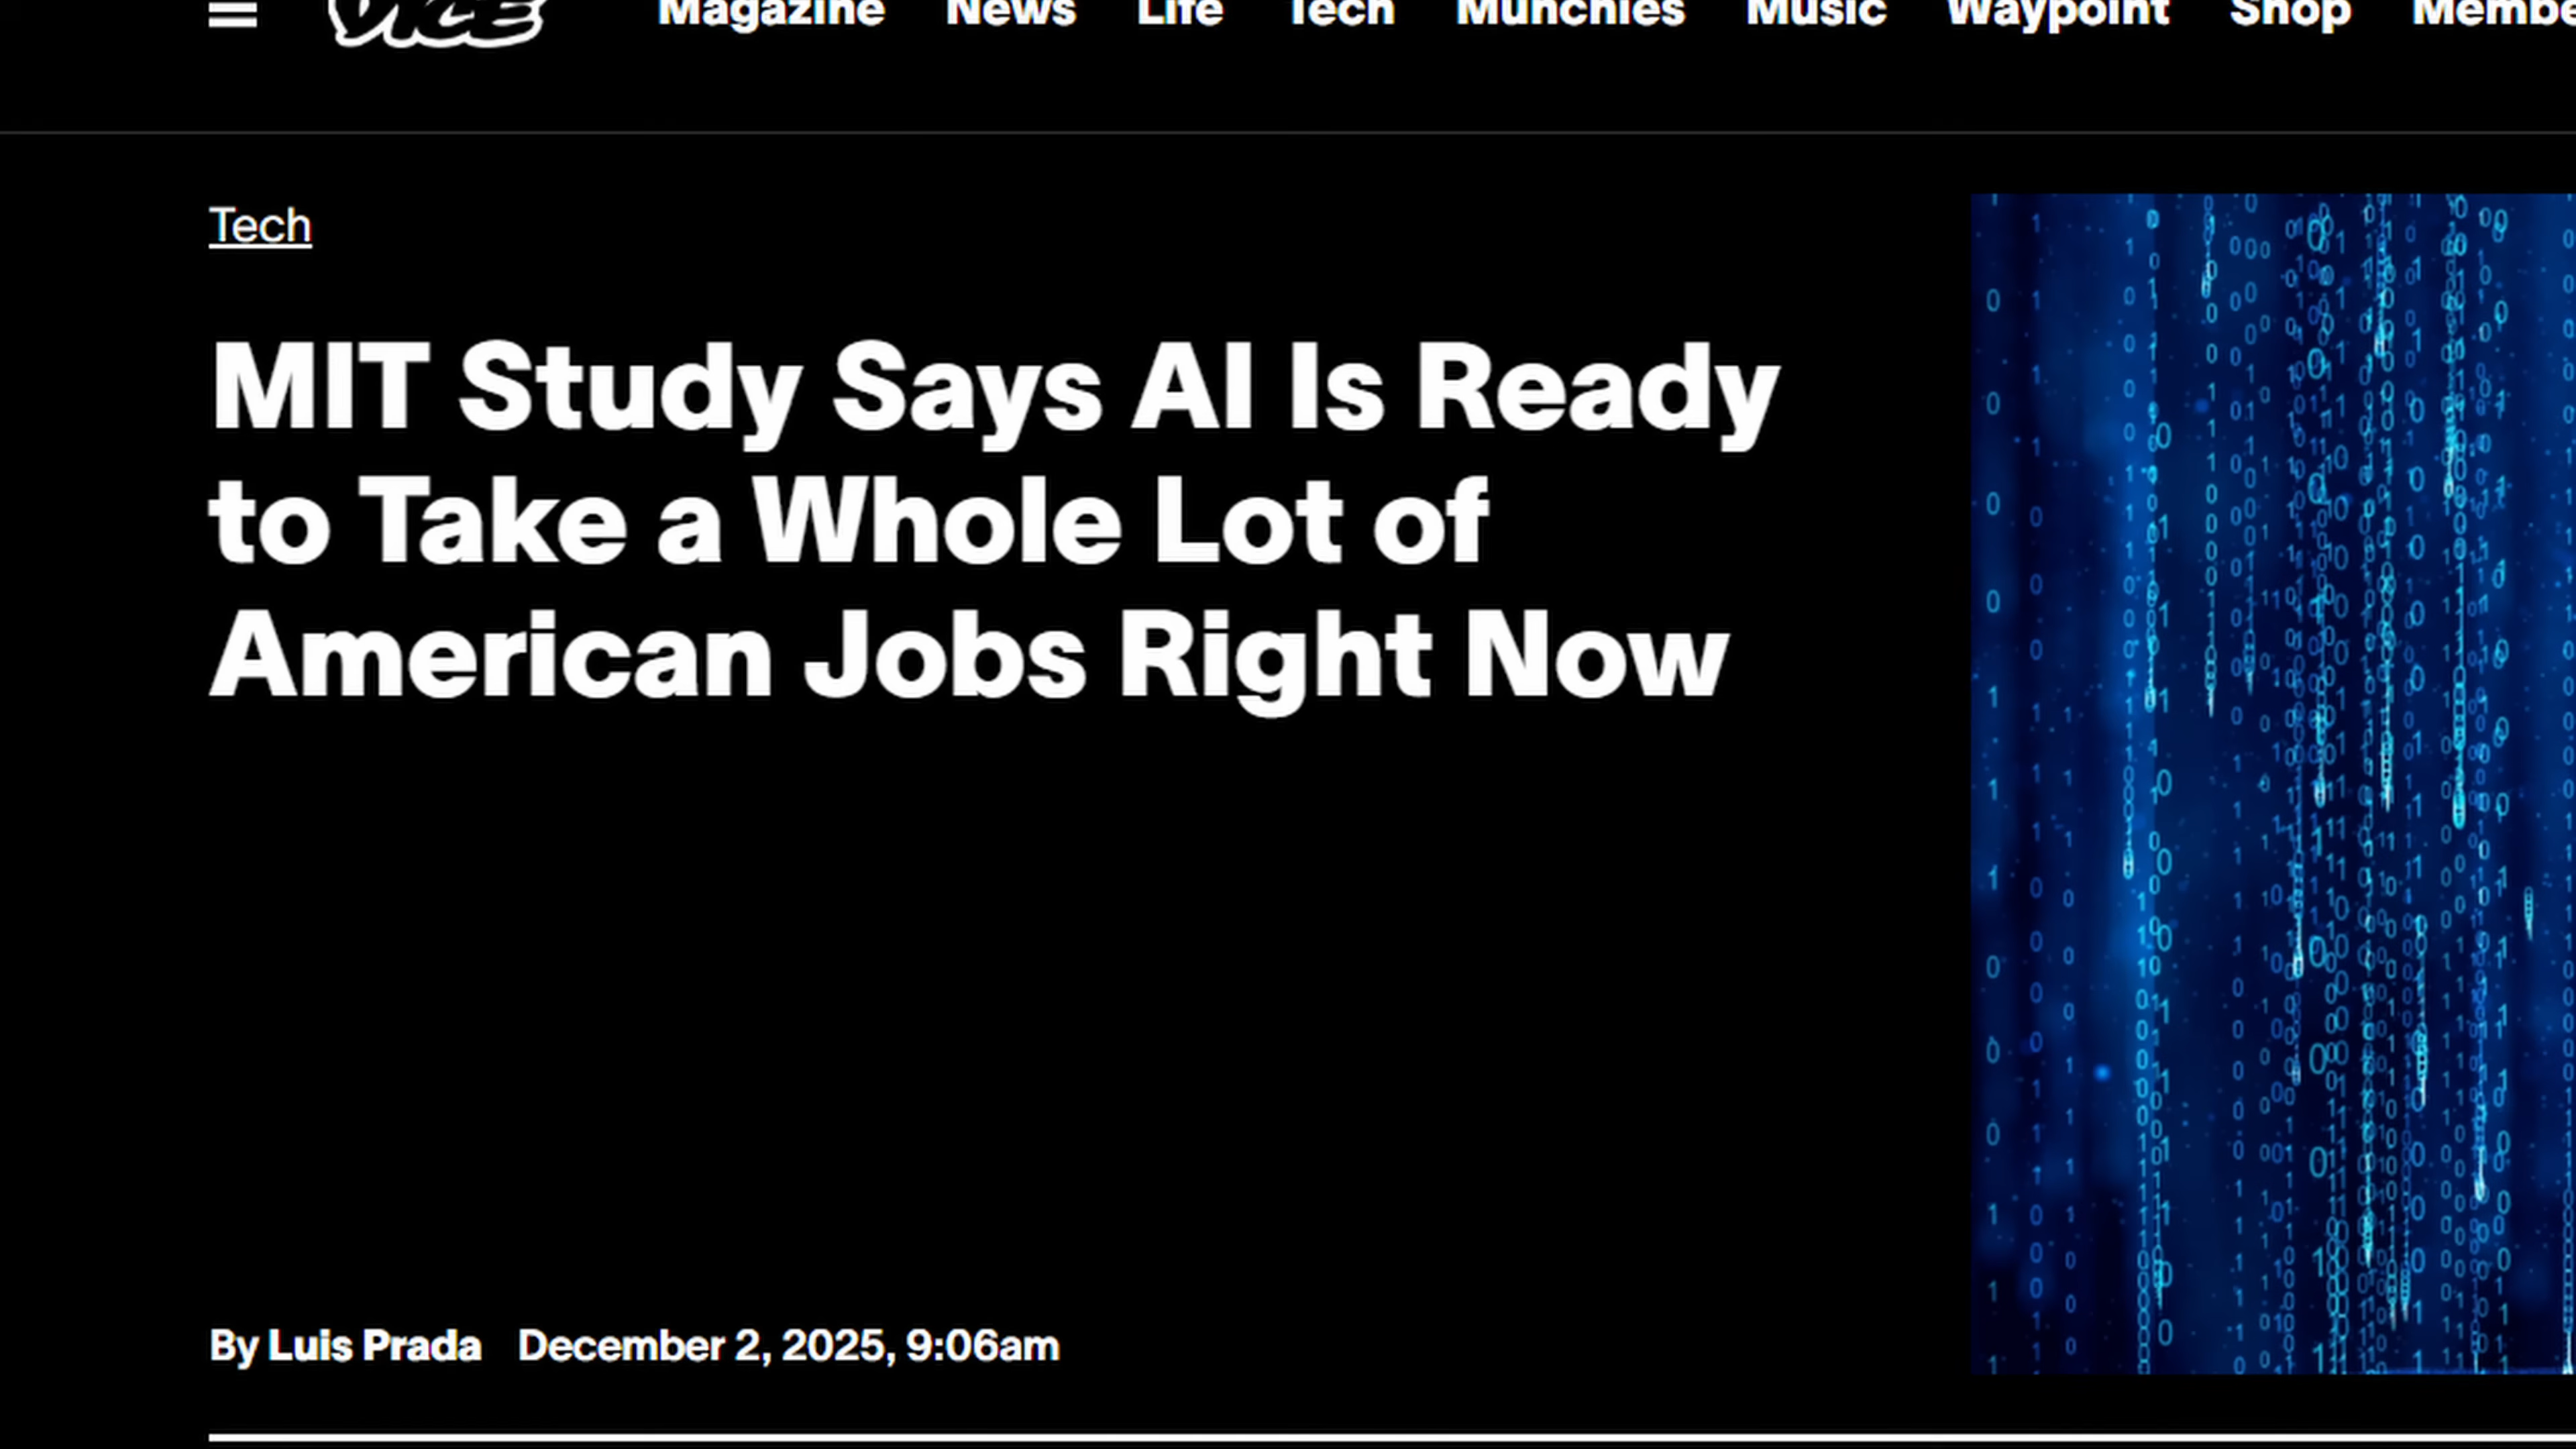 VICE Magazine News Life Tech Munchies Music Waypoint Shop
Tech
MIT Study Says AI Is Ready
to Take a Whole Lot of
American Jobs Right Now
By Luis Prada December 2, 2025, 9:06am